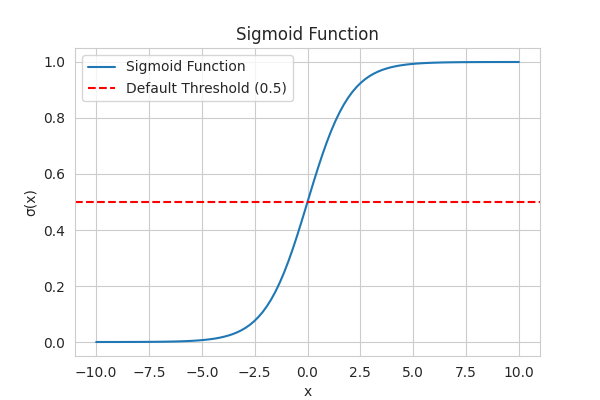 Sigmoid Function
Sigmoid Function
Default Threshold (0.5)
1.0
0.8
0.6
0.4
0.2
0.0
σ(x)
−10.0 −7.5 −5.0 −2.5 0.0 2.5 5.0 7.5 10.0
x